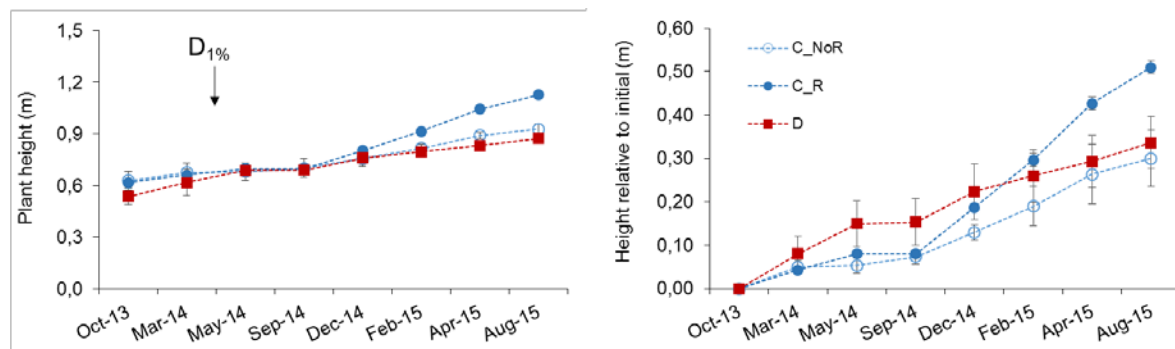 Plant height (m)
1,5
1,2
0,9
0,6
0,3
0,0
D1%
Oct-13
Mar-14
May-14
Sep-14
Dec-14
Feb-15
Apr-15
Aug-15
Height relative to initial (m)
0,60
0,50
0,40
0,30
0,20
0,10
0,00
C_NoR
C_R
D
Oct-13
Mar-14
May-14
Sep-14
Dec-14
Feb-15
Apr-15
Aug-15